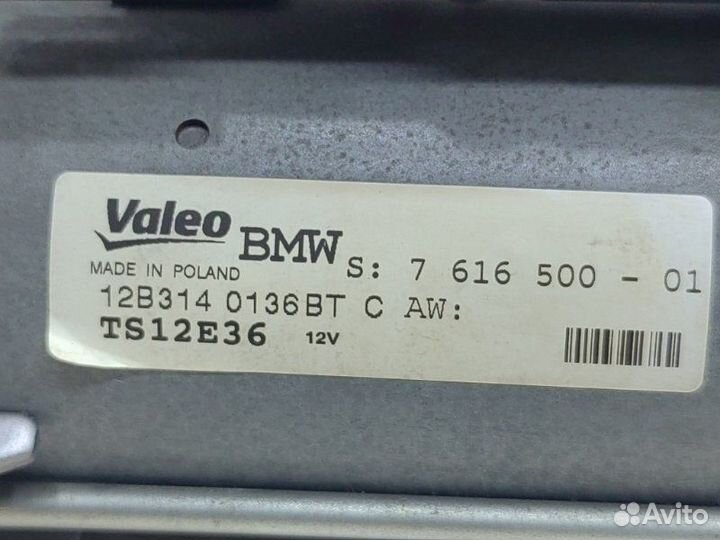 Valeo BMW S: 7 616 500 - 01
MADE IN POLAND
12B314 0136BT C AW:
TS12E36 12V
Avito